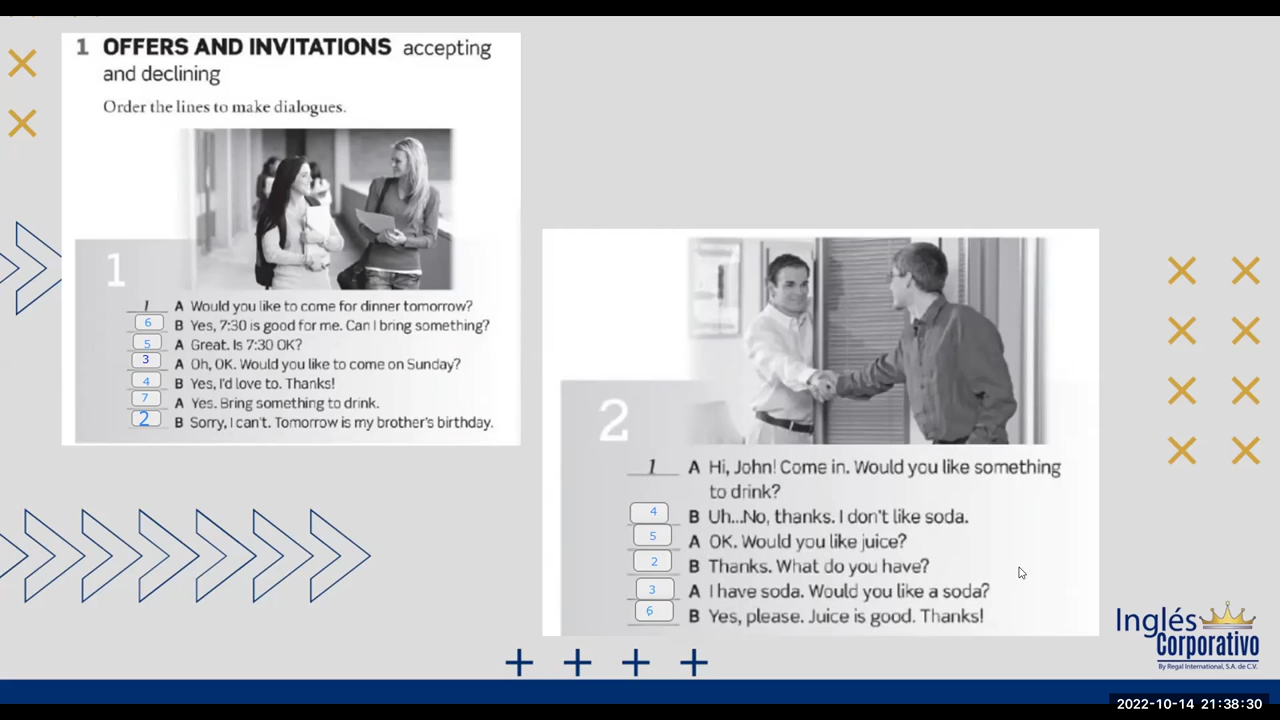 1 OFFERS AND INVITATIONS accepting
and declining
Order the lines to make dialogues.
1
1 A Would you like to come for dinner tomorrow?
6 B Yes, 7:30 is good for me. Can I bring something?
5 A Great. Is 7:30 OK?
3 A Oh, OK. Would you like to come on Sunday?
4 B Yes, I'd love to. Thanks!
7 A Yes. Bring something to drink.
2 B Sorry, I can't. Tomorrow is my brother's birthday.
2
1 A Hi, John! Come in. Would you like something
to drink?
4 B Uh...No, thanks. I don't like soda.
5 A OK. Would you like juice?
2 B Thanks. What do you have?
3 A I have soda. Would you like a soda?
6 B Yes, please. Juice is good. Thanks!
Inglés
Corporativo
By Regal International, S.A. de C.V.
2022-10-14 21:38:30